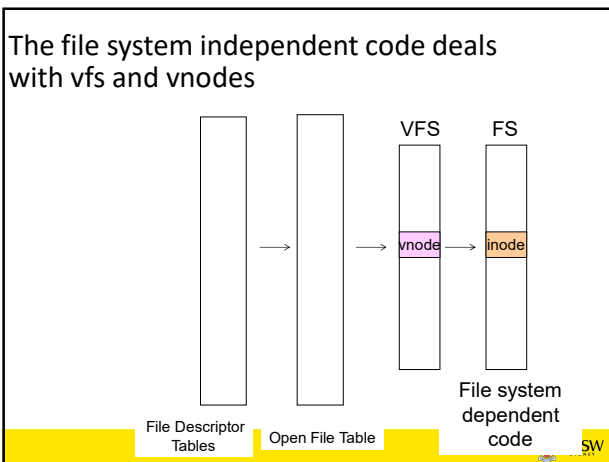 The file system independent code deals
with vfs and vnodes
VFS
FS
vnode
inode
File Descriptor
Tables
Open File Table
File system
dependent
code
SW